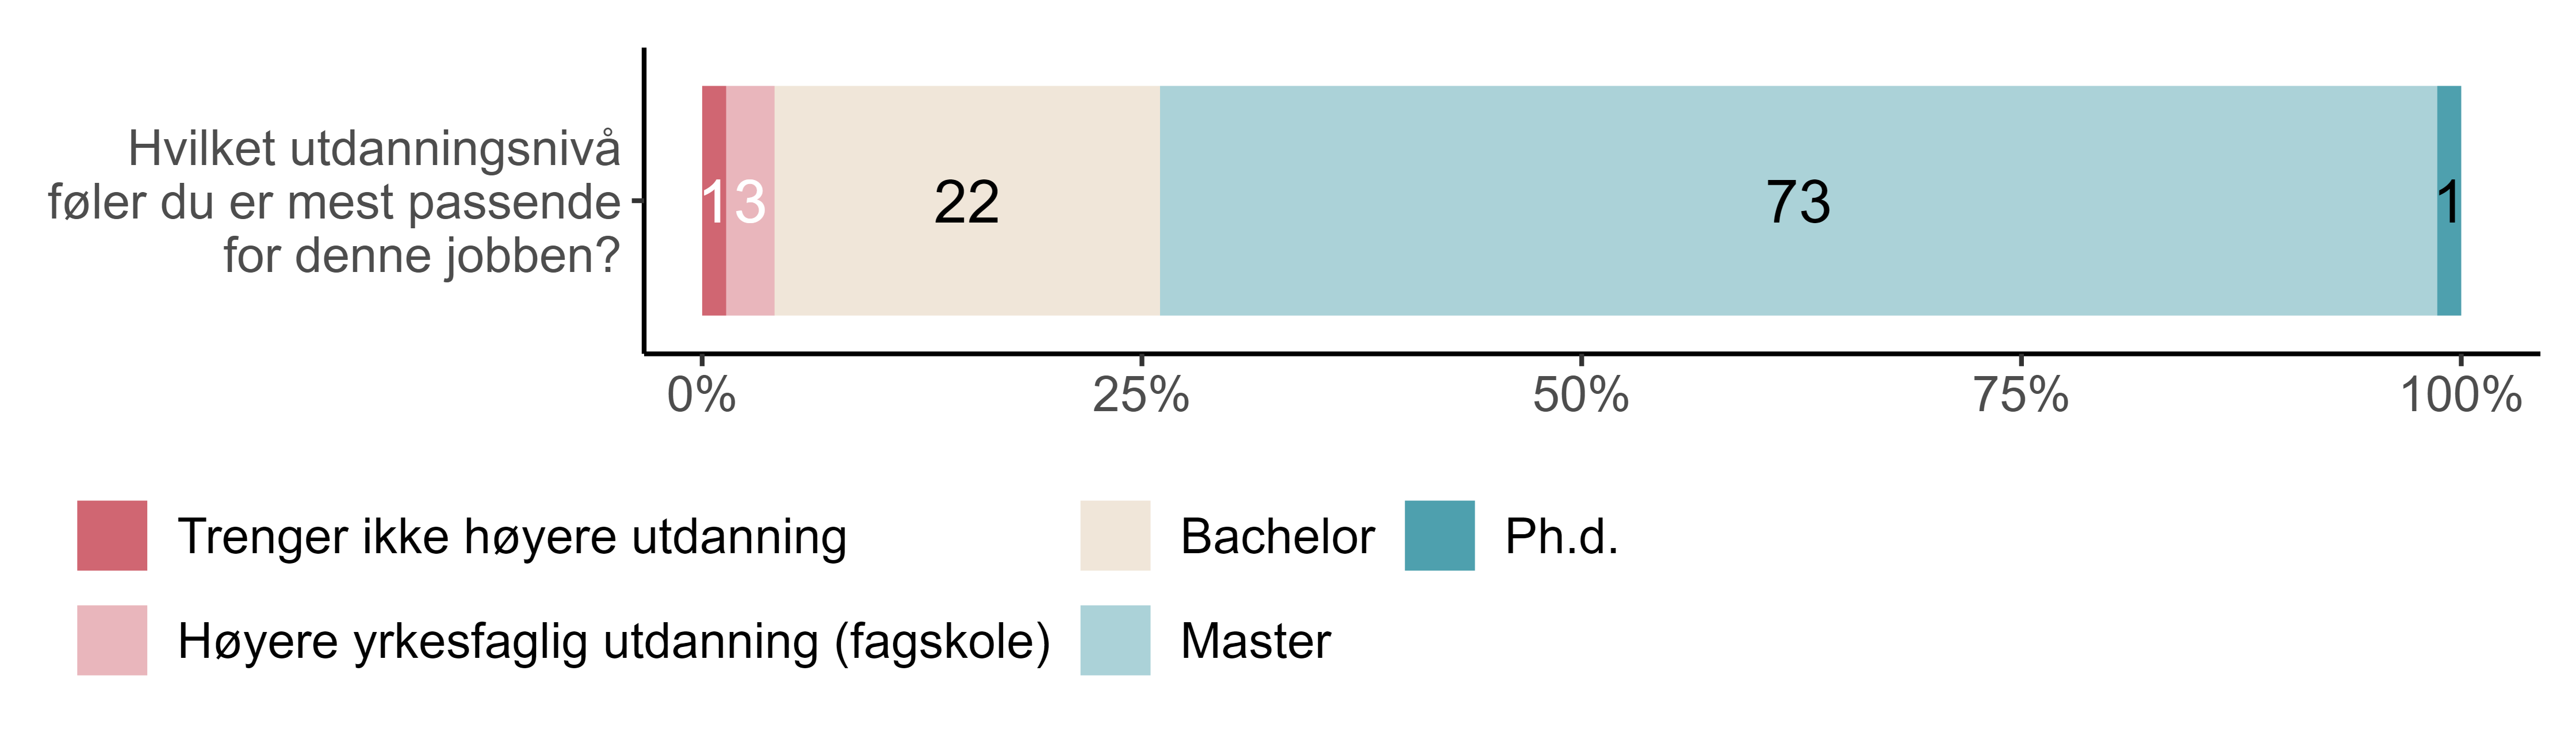 Hvilket utdanningsnivå
føler du er mest passende
for denne jobben?
1 3 22 73 1
0% 25% 50% 75% 100%
Trenger ikke høyere utdanning
Høyere yrkesfaglig utdanning (fagskole)
Bachelor
Master
Ph.d.